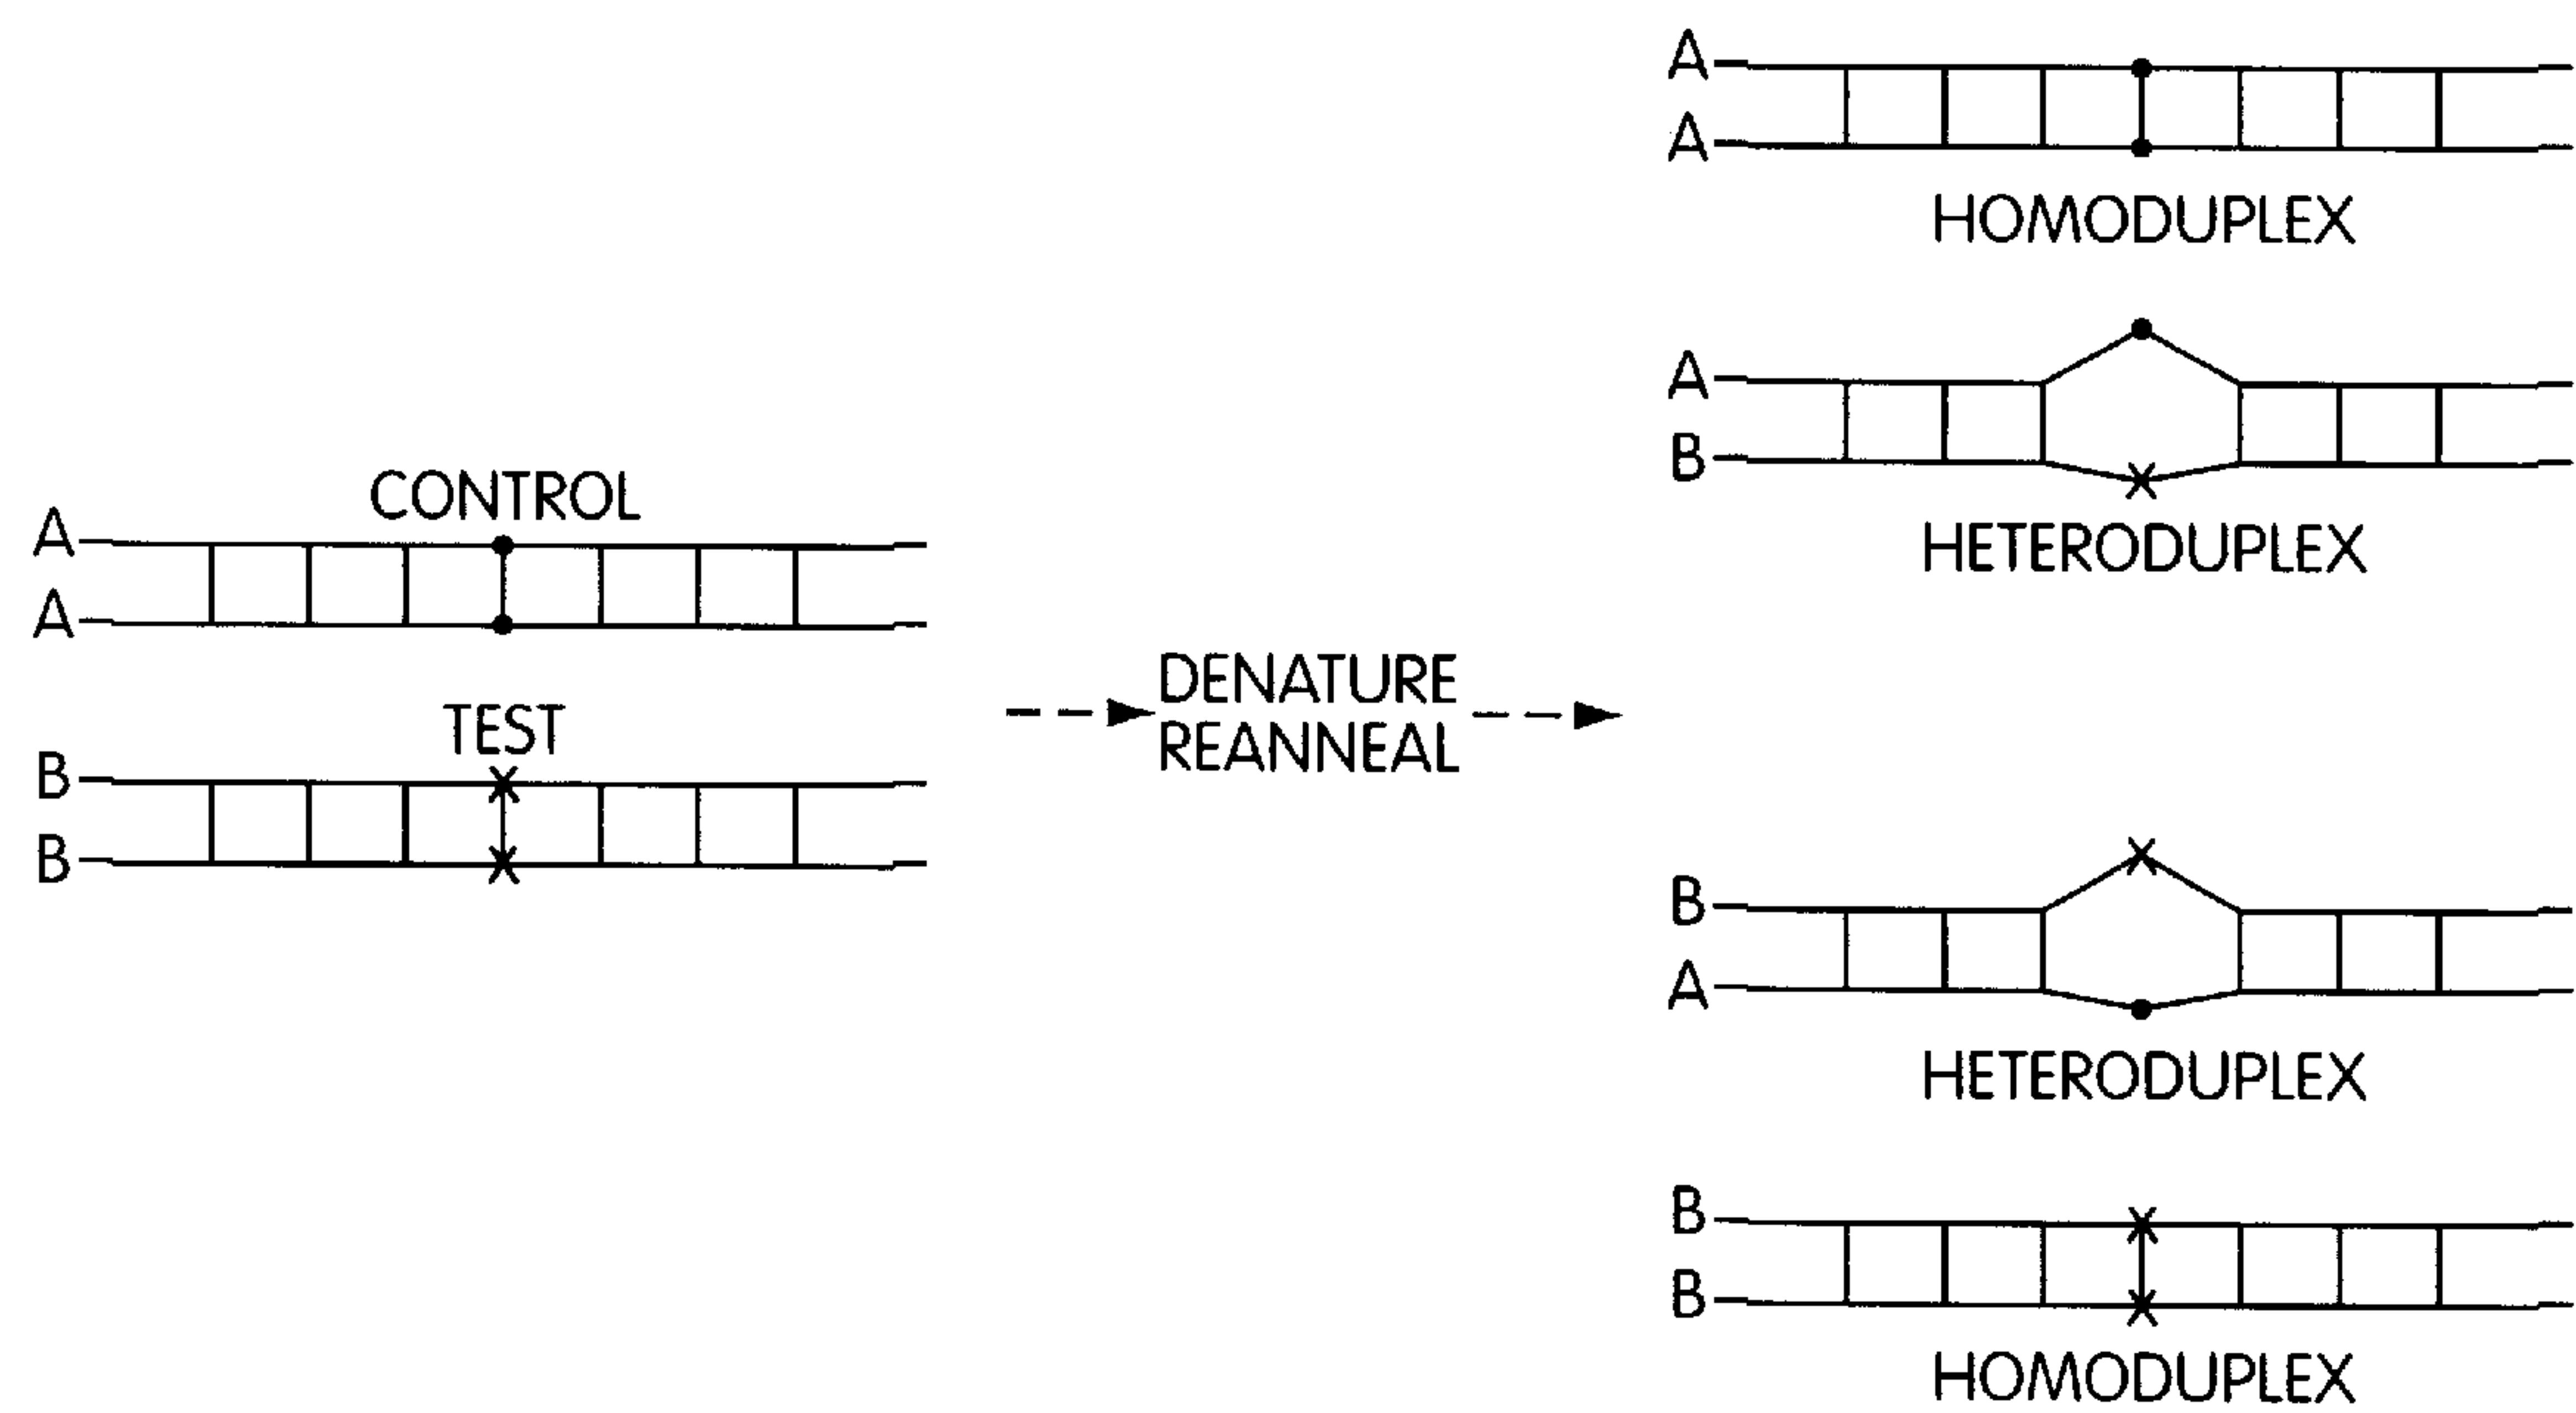 CONTROL
A
A
TEST
B
B
DENATURE
REANNEAL
A
A
HOMODUPLEX
A
B
HETERODUPLEX
B
A
HETERODUPLEX
B
B
HOMODUPLEX